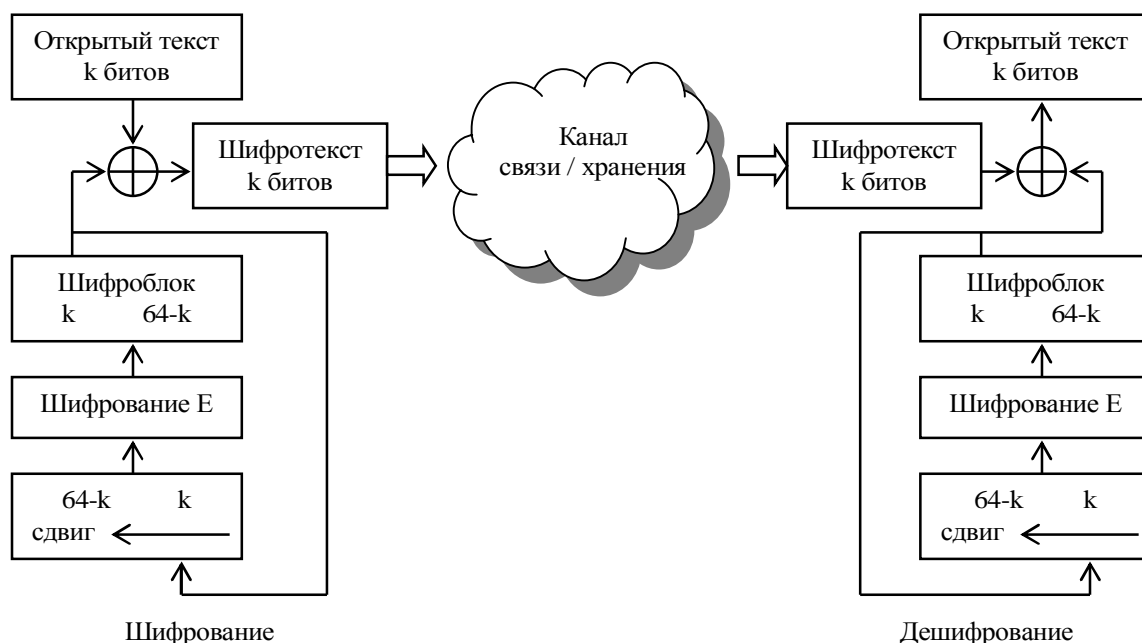 Открытый текст
k битов
Шифротекст
k битов
Шифроблок
k 64-k
Шифрование E
64-k k
сдвиг
Шифрование
Канал
связи / хранения
Открытый текст
k битов
Шифротекст
k битов
Шифроблок
k 64-k
Шифрование E
64-k k
сдвиг
Дешифрование